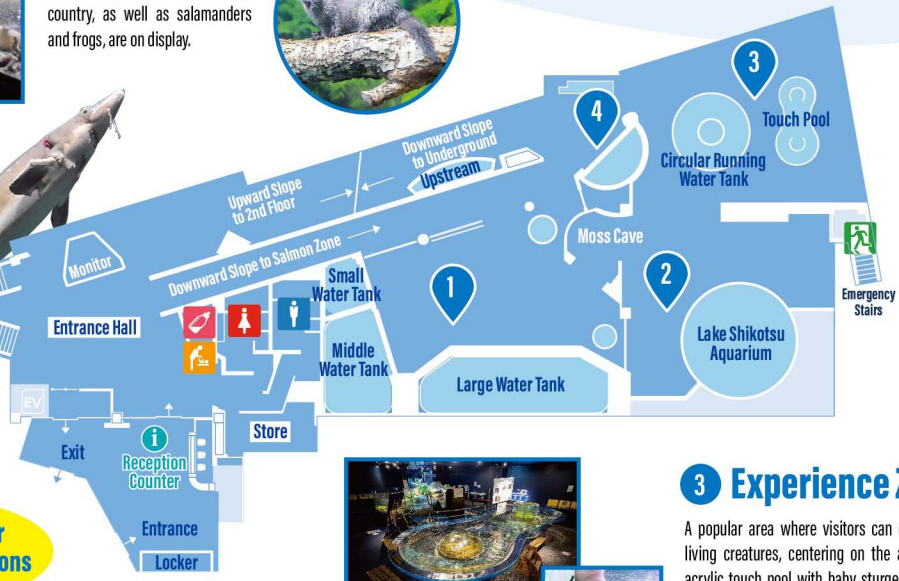 country, as well as salamanders
and frogs, are on display.
3
4
Touch Pool
Downward Slope
to Underground
Circular Running
Water Tank
Upstream
Upward Slope
to 2nd Floor
Moss Cave
Monitor
Downward Slope to Salmon Zone
Small
Water Tank
1
2
Emergency
Stairs
Entrance Hall
Lake Shikotsu
Aquarium
Middle
Water Tank
Large Water Tank
EV
Store
Exit
i
Reception
Counter
3 Experience
A popular area where visitors can
living creatures, centering on the
acrylic touch pool with baby
Entrance
Locker